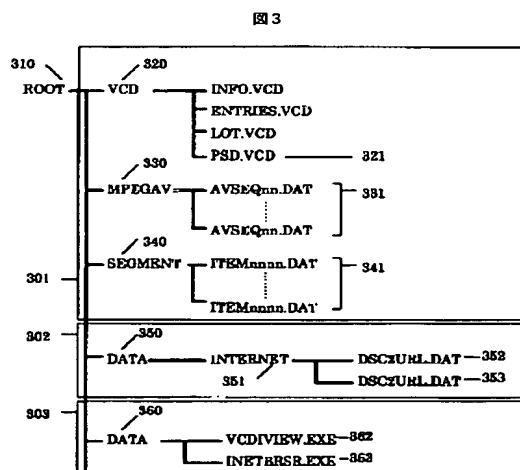 図3
310
320
ROOT VCD INFO.VCD
ENTRIES.VCD
LOT.VCD
PSD.VCD 321
330
MPEGAV AVSEQnn.DAT 331
AVSEQnn.DAT
340
SEGMENT ITEMnnnn.DAT 341
301
ITEMnnnn.DAT
302
350
DATA INTERNET DSCzURL.DAT 352
351
DSCzURL.DAT 353
303
360
DATA VCDIVIEW.EXE 362
INETBRSR.EXE 363